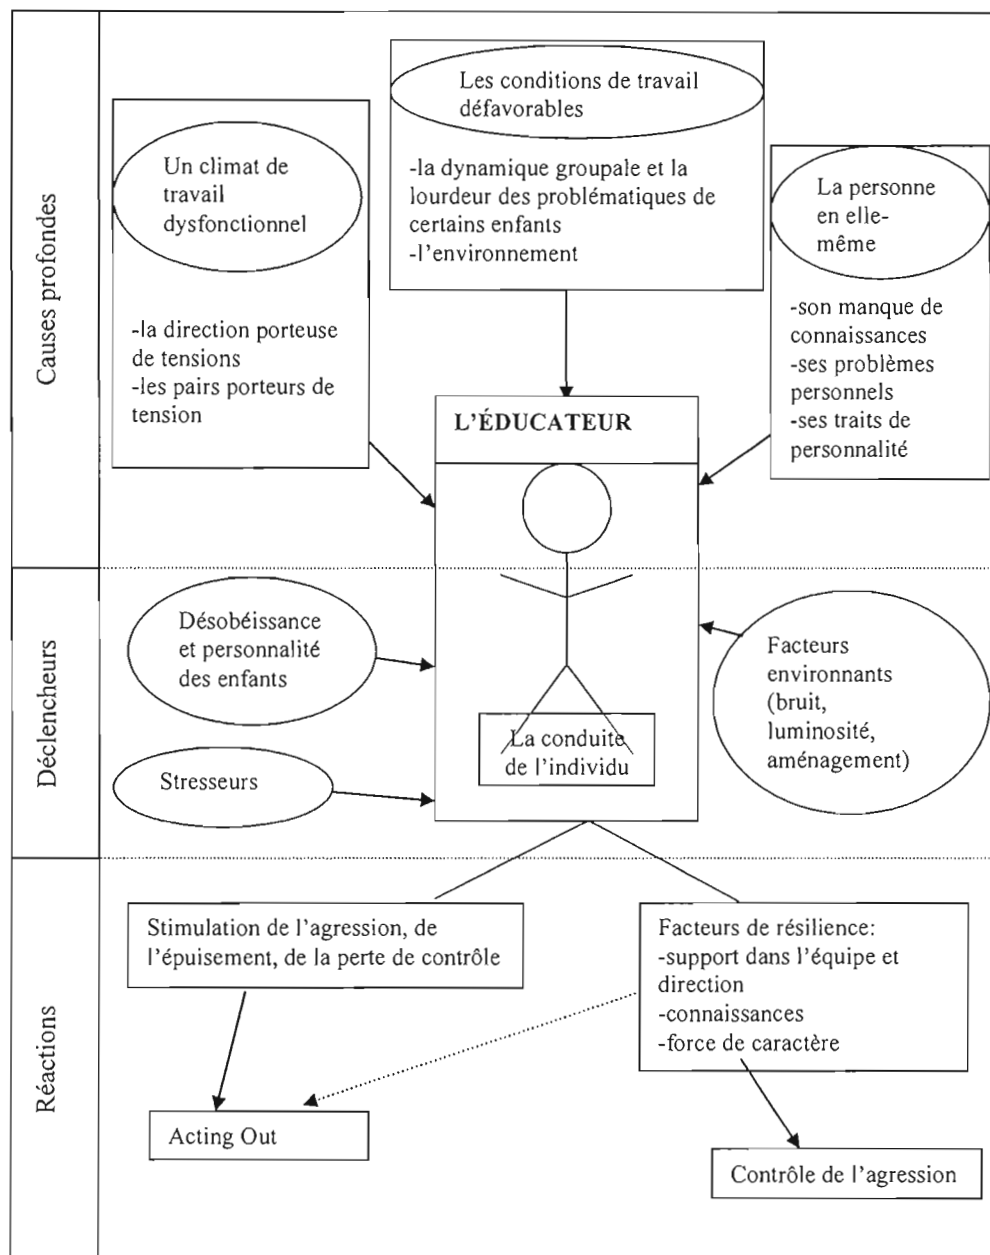 Causes profondes
Un climat de
travail
dysfonctionnel
-la direction porteuse
de tensions
-les pairs porteurs de
tension
Les conditions de travail
défavorables
-la dynamique groupale et la
lourdeur des problématiques de
certains enfants
-l'environnement
La personne
en elle-
même
-son manque de
connaissances
-ses problèmes
personnels
-ses traits de
personnalité
L'ÉDUCATEUR
Déclencheurs
Désobéissance
et personnalité
des enfants
Stresseurs
La conduite
de l'individu
Facteurs
environnants
(bruit,
luminosité,
aménagement)
Réactions
Stimulation de l'agression, de
l'épuisement, de la perte de contrôle
Facteurs de résilience:
-support dans l'équipe et
direction
-connaissances
-force de caractère
Acting Out
Contrôle de l'agression